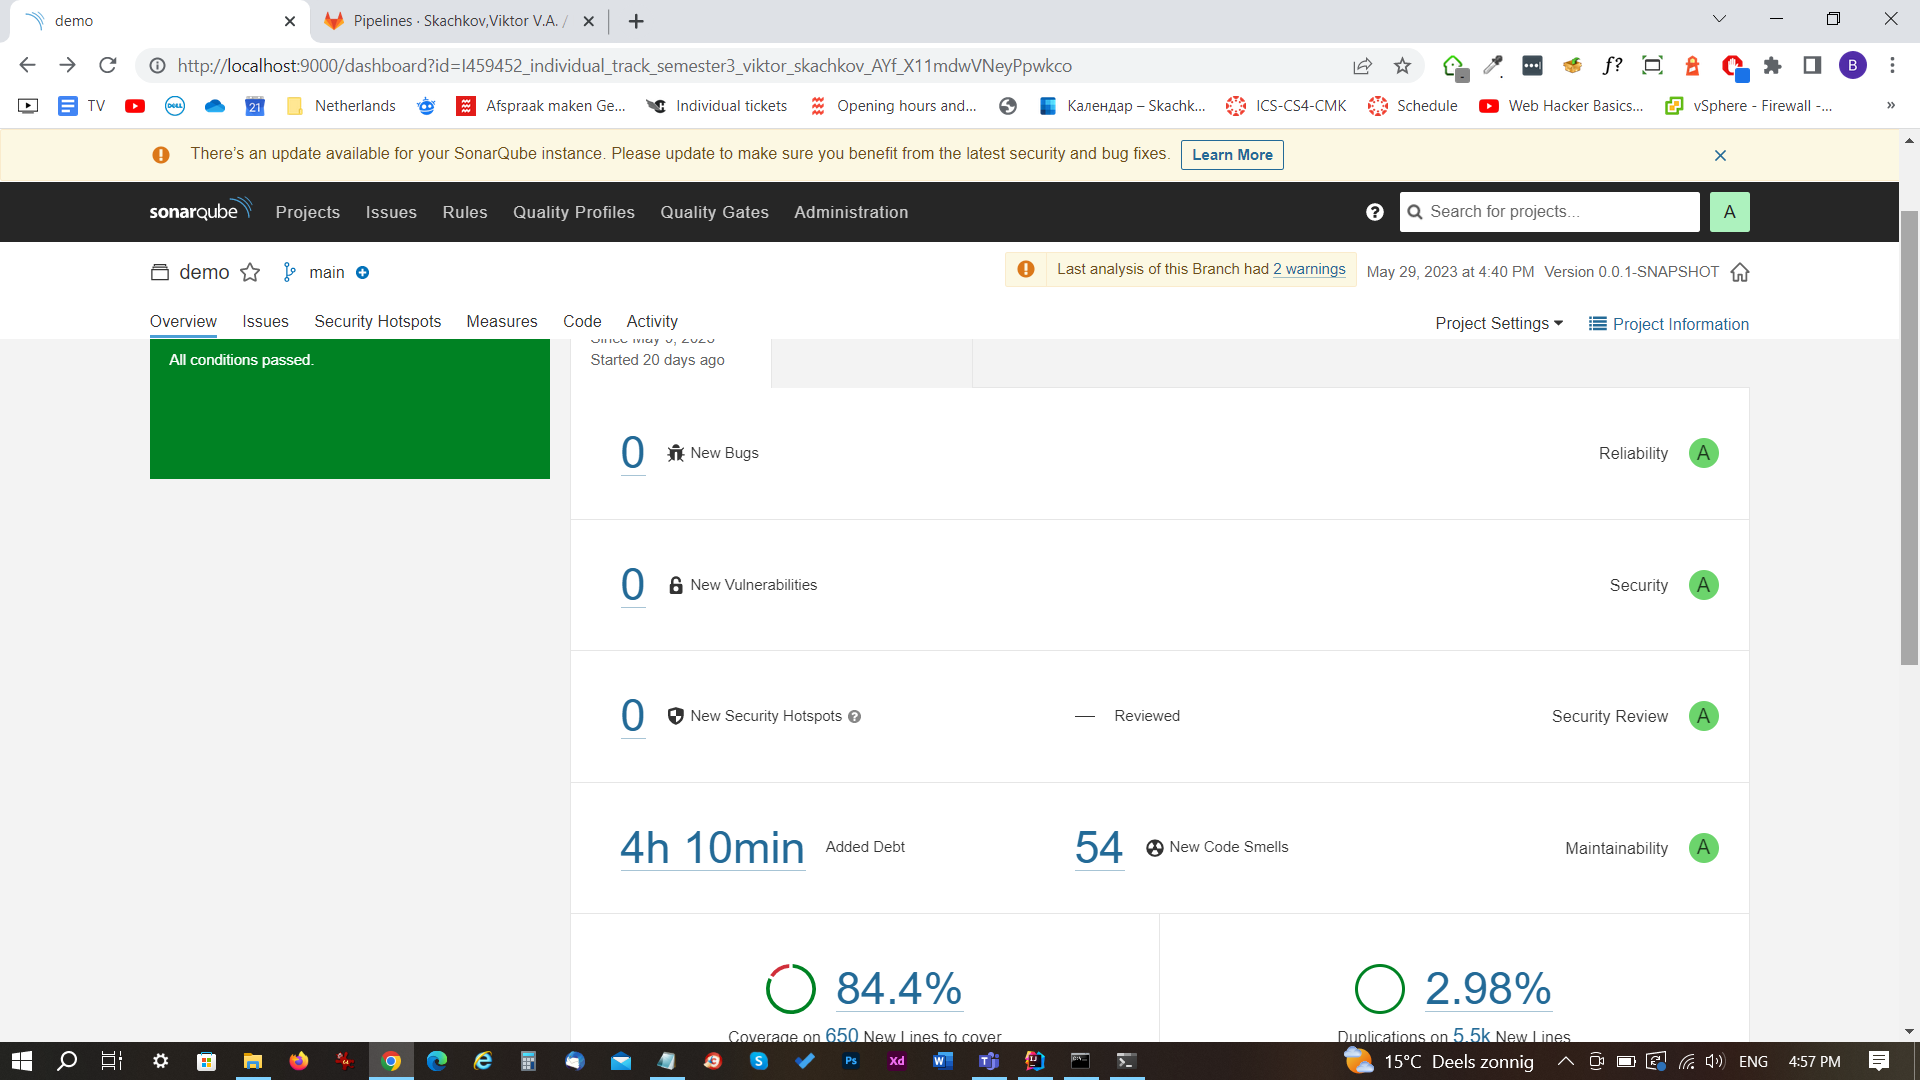 demo
Pipelines · Skachkov,Viktor V.A. /
http://localhost:9000/dashboard?id=I459452_individual_track_semester3_viktor_skachkov_AYf_X11mdwVNeyPpwkco
f?
B
TV
DELL
21
Netherlands
Afspraak maken Ge...
Individual tickets
Opening hours and...
Календар – Skachk...
ICS-CS4-CMK
Schedule
Web Hacker Basics...
vSphere - Firewall -...
»
There's an update available for your SonarQube instance. Please update to make sure you benefit from the latest security and bug fixes. Learn More
sonarqube Projects Issues Rules Quality Profiles Quality Gates Administration Search for projects... A
demo main Last analysis of this Branch had 2 warnings May 29, 2023 at 4:40 PM Version 0.0.1-SNAPSHOT
Overview Issues Security Hotspots Measures Code Activity Project Settings Project Information
All conditions passed.
Since May 9, 2023
Started 20 days ago
0 New Bugs Reliability A
0 New Vulnerabilities Security A
0 New Security Hotspots — Reviewed Security Review A
4h 10min Added Debt 54 New Code Smells Maintainability A
84.4%
Coverage on 650 New Lines to cover
2.98%
Duplications on 5.5k New Lines
15°C Deels zonnig ENG 4:57 PM